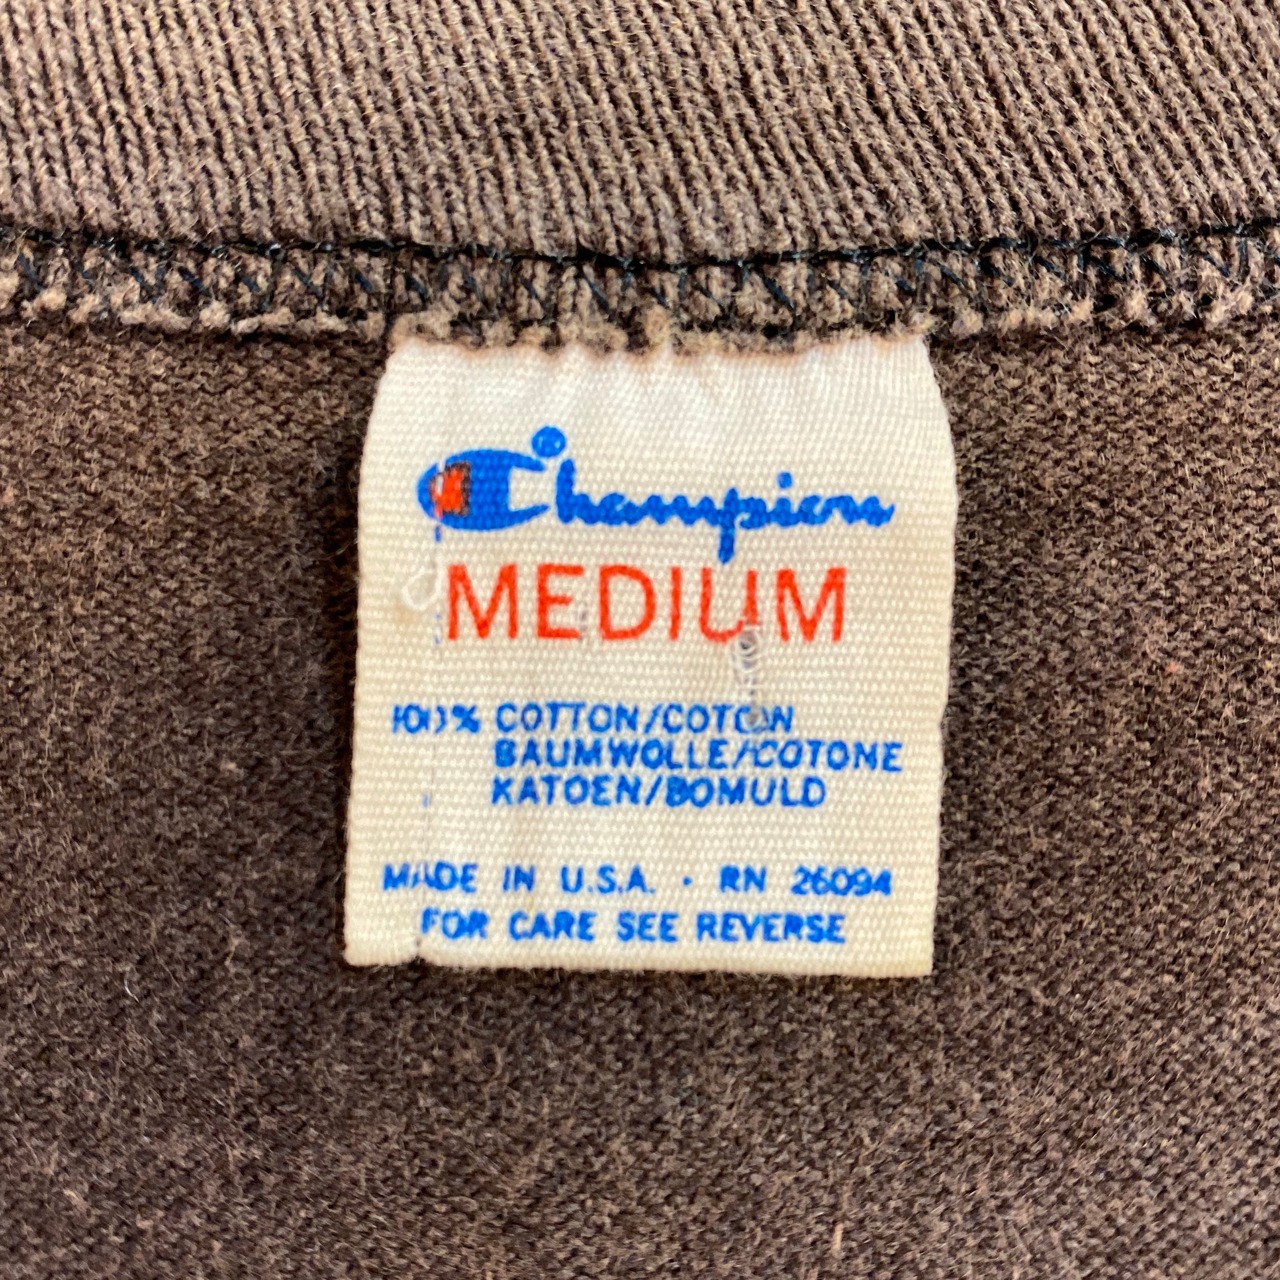 Champion®
MEDIUM
100% COTTON/COTON
BAUMWOLLE/COTONE
KATOEN/BOMULD
MADE IN U.S.A. · RN 26094
FOR CARE SEE REVERSE